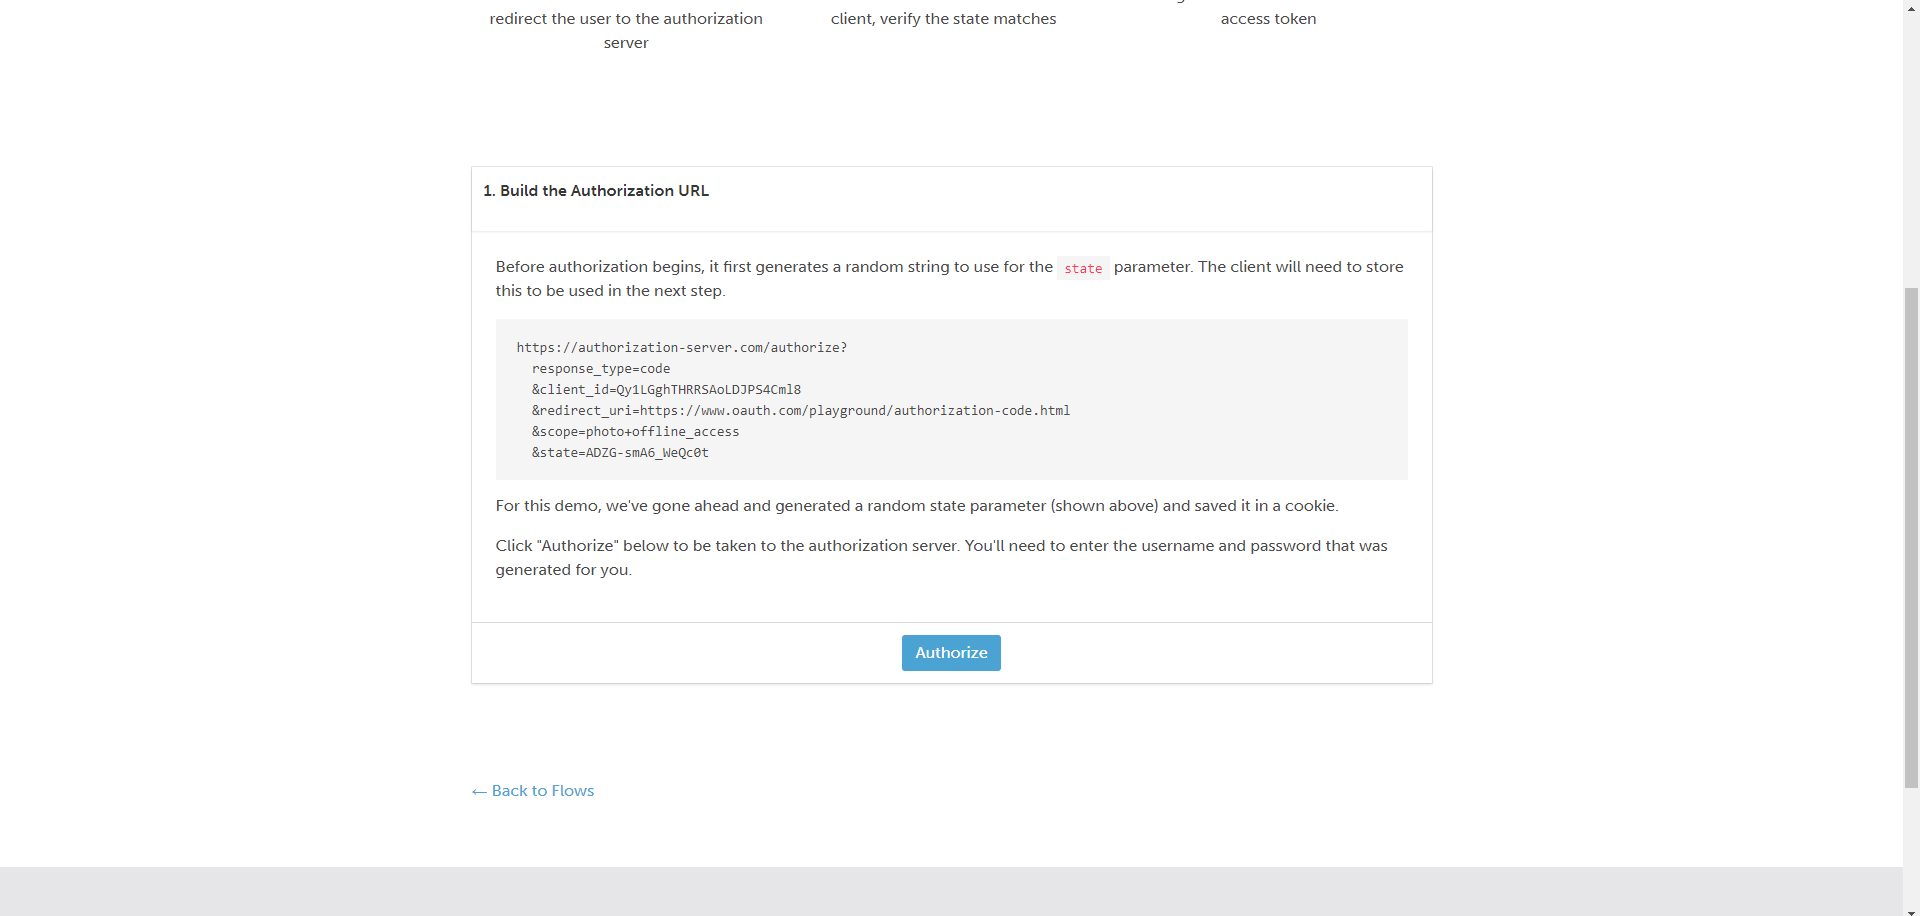 redirect the user to the authorization
server
client, verify the state matches
access token
1. Build the Authorization URL
Before authorization begins, it first generates a random string to use for the state parameter. The client will need to store
this to be used in the next step.
https://authorization-server.com/authorize?
response_type=code
&client_id=Qy1LGghTHRRSAoLDJPS4Cml8
&redirect_uri=https://www.oauth.com/playground/authorization-code.html
&scope=photo+offline_access
&state=ADZG-smA6_WeQc0t
For this demo, we've gone ahead and generated a random state parameter (shown above) and saved it in a cookie.
Click "Authorize" below to be taken to the authorization server. You'll need to enter the username and password that was
generated for you.
Authorize
← Back to Flows